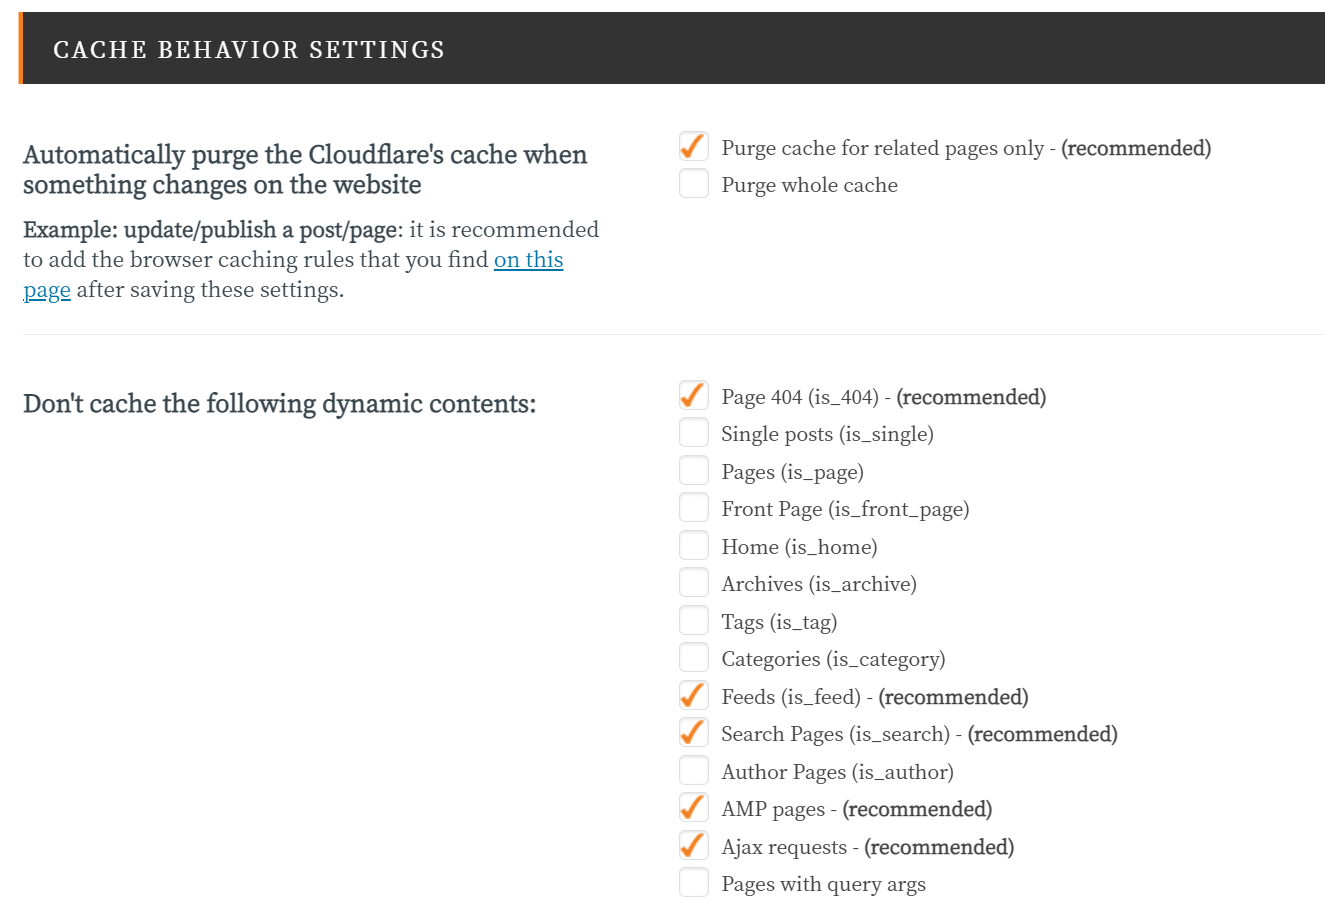 CACHE BEHAVIOR SETTINGS
Automatically purge the Cloudflare's cache when
something changes on the website
Example: update/publish a post/page: it is recommended
to add the browser caching rules that you find on this
page after saving these settings.
Purge cache for related pages only - (recommended)
Purge whole cache
Don't cache the following dynamic contents:
Page 404 (is_404) - (recommended)
Single posts (is_single)
Pages (is_page)
Front Page (is_front_page)
Home (is_home)
Archives (is_archive)
Tags (is_tag)
Categories (is_category)
Feeds (is_feed) - (recommended)
Search Pages (is_search) - (recommended)
Author Pages (is_author)
AMP pages - (recommended)
Ajax requests - (recommended)
Pages with query args